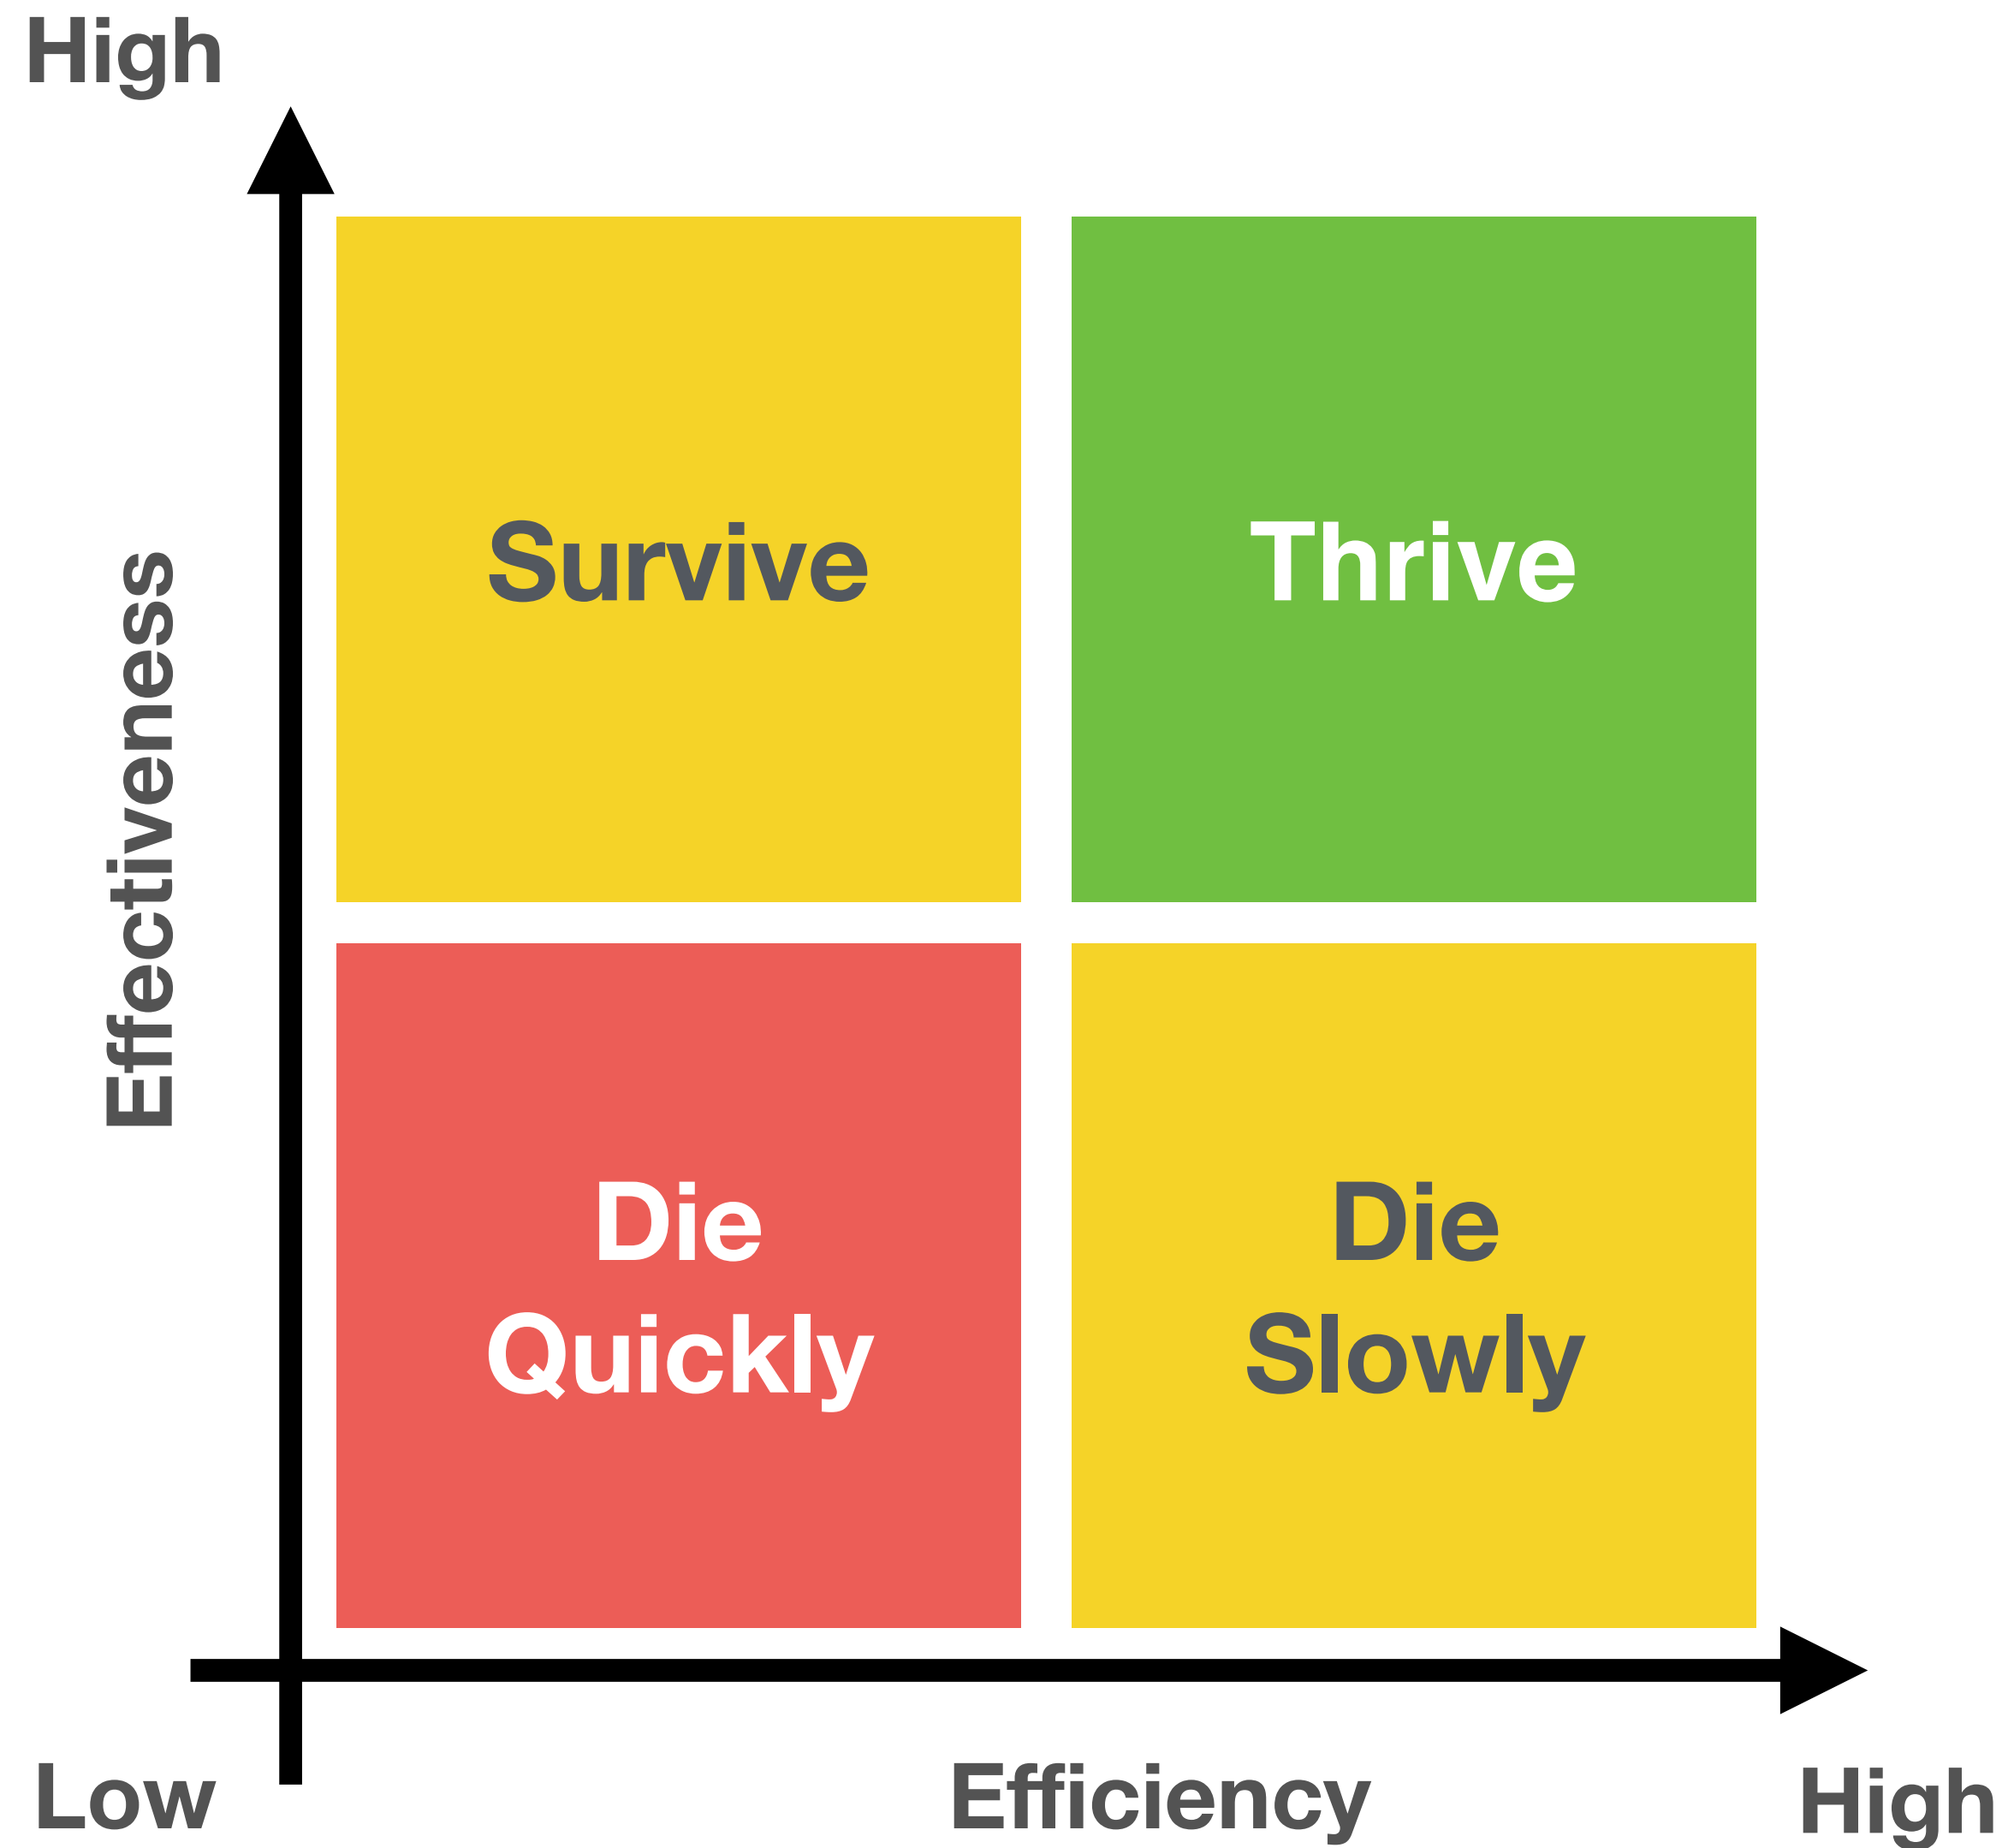 High
Effectiveness
Survive
Thrive
Die
Quickly
Die
Slowly
Low
Efficiency
High